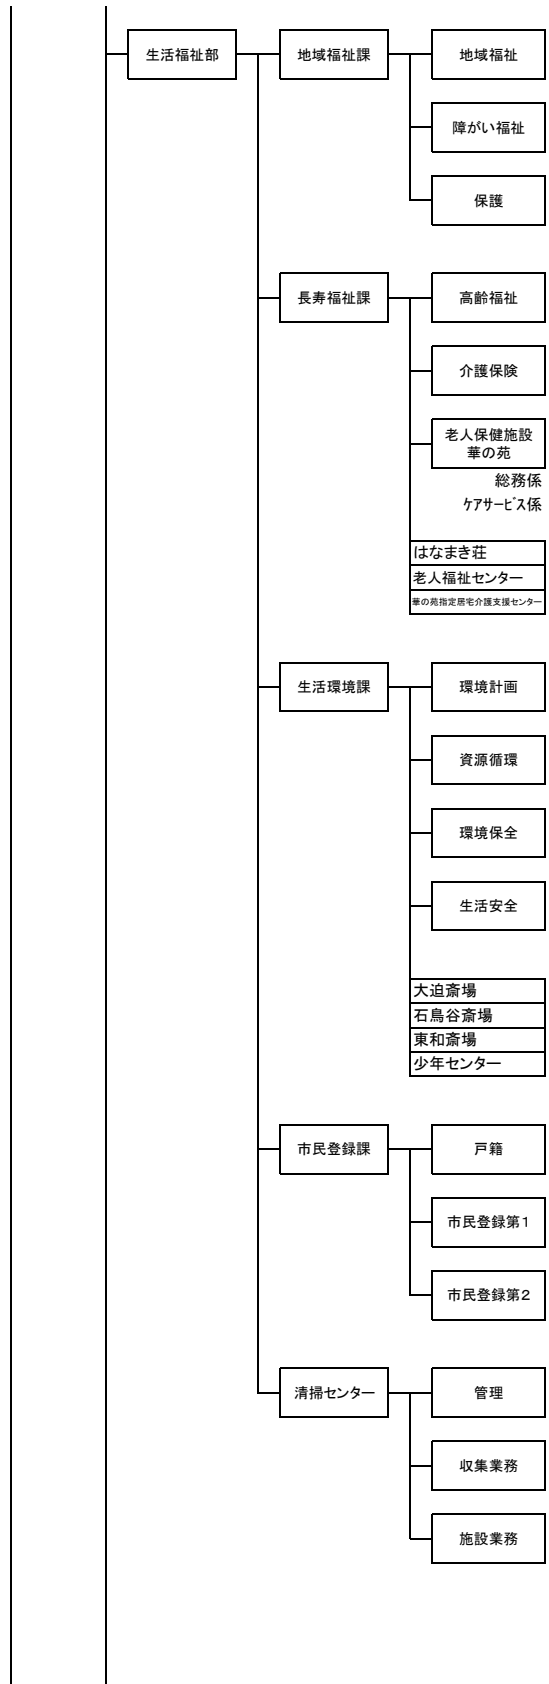 生活福祉部
地域福祉課
地域福祉
障がい福祉
保護
長寿福祉課
高齢福祉
介護保険
老人保健施設
華の苑
総務係
ｹｱｻｰﾋﾞｽ係
はなまき荘
老人福祉センター
華の苑指定居宅介護支援センター
生活環境課
環境計画
資源循環
環境保全
生活安全
大迫斎場
石鳥谷斎場
東和斎場
少年センター
市民登録課
戸籍
市民登録第１
市民登録第２
清掃センター
管理
収集業務
施設業務